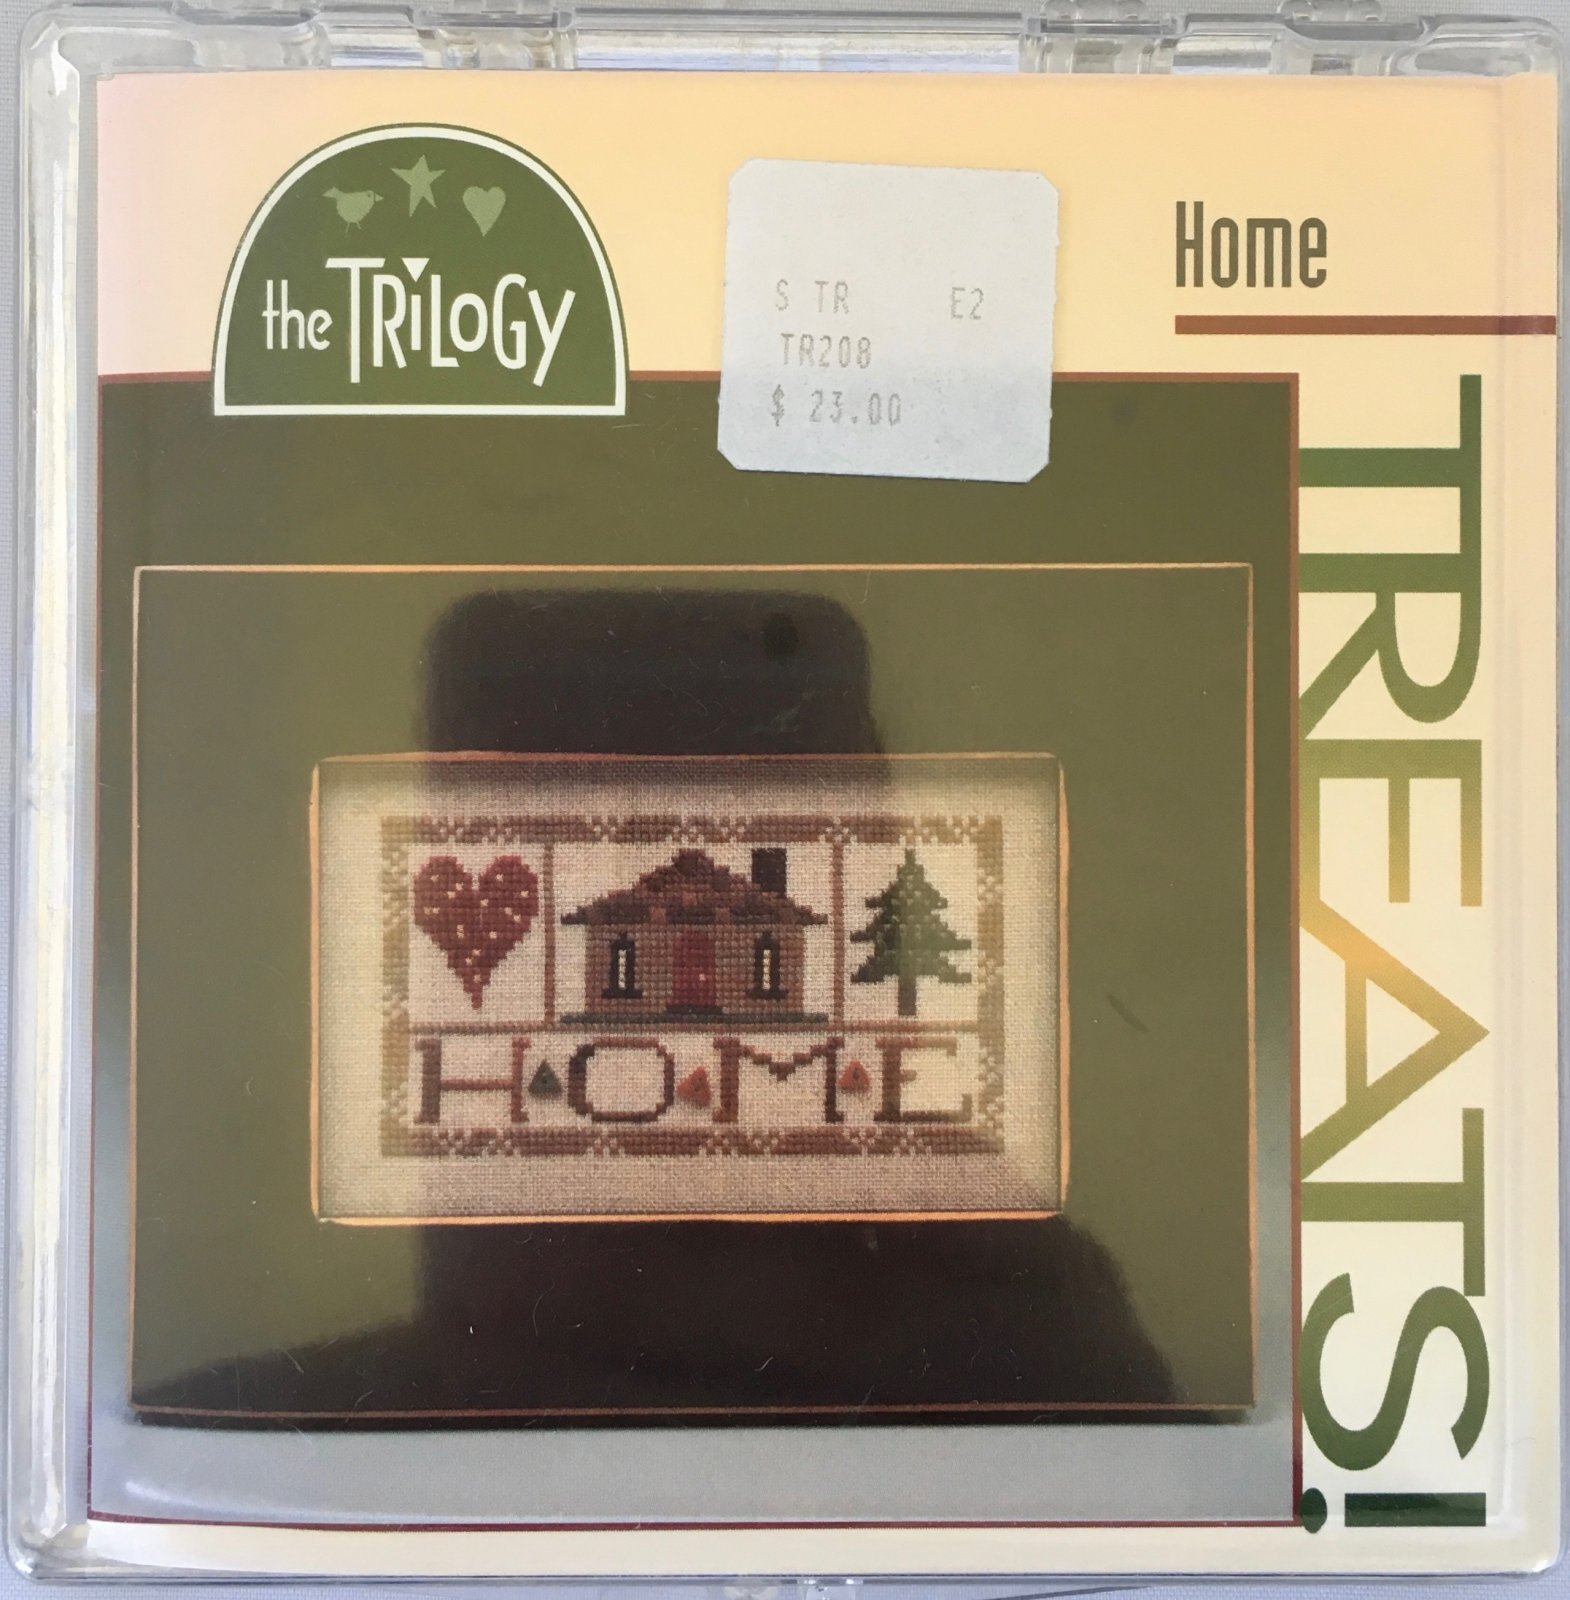 the TRiLOGY
S TR E2
TR208
$ 23.00
Home
TREATS!
HOME